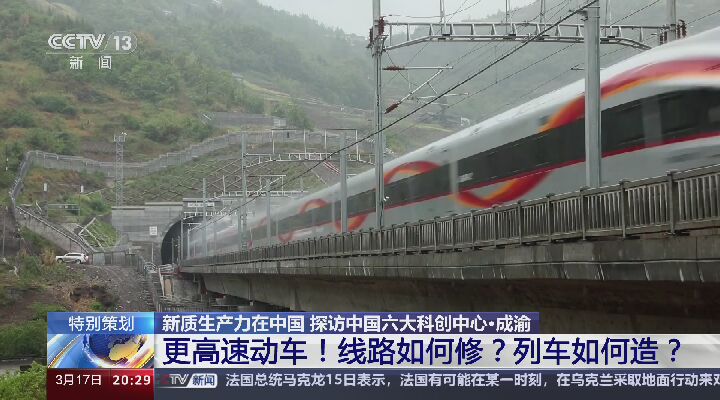 CCTV 13
新闻
特别策划
新质生产力在中国 探访中国六大科创中心·成渝
更高速动车！线路如何修？列车如何造？
3月17日 20:29 CCTV 新闻 法国总统马克龙15日表示，法国有可能在某一时刻，在乌克兰采取地面行动来对